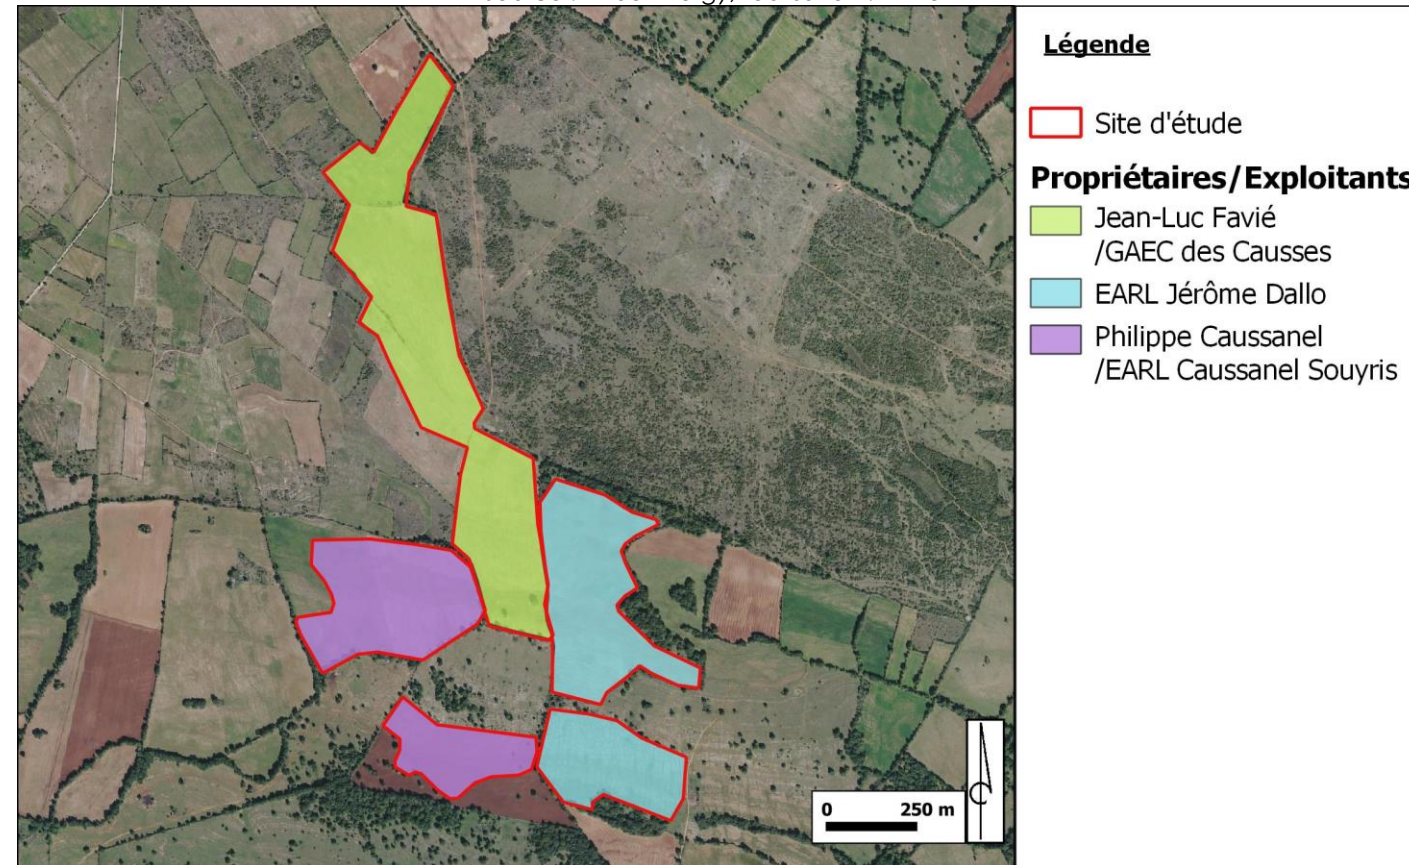 Légende
Site d'étude
Propriétaires/Exploitants
Jean-Luc Favié
/GAEC des Causses
EARL Jérôme Dallo
Philippe Caussanel
/EARL Caussanel Souyris
0 250 m